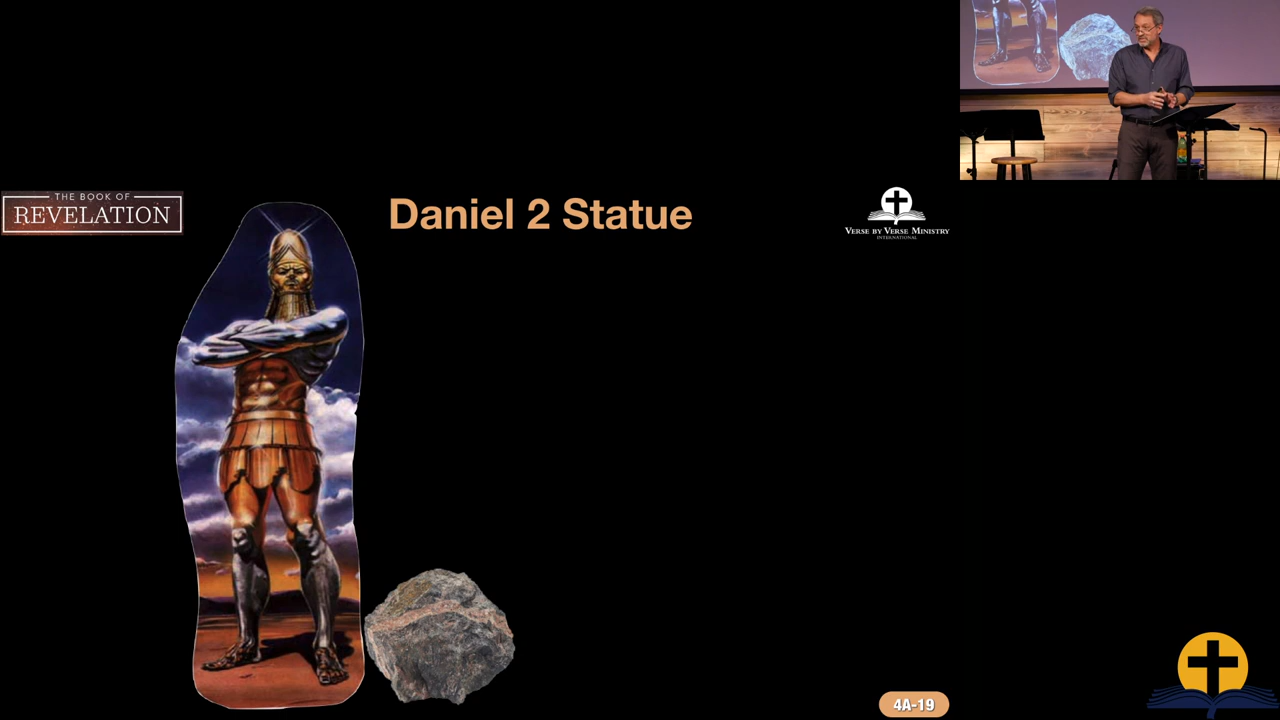 THE BOOK OF
REVELATION
Daniel 2 Statue
VERSE BY VERSE MINISTRY
INTERNATIONAL
4A-19